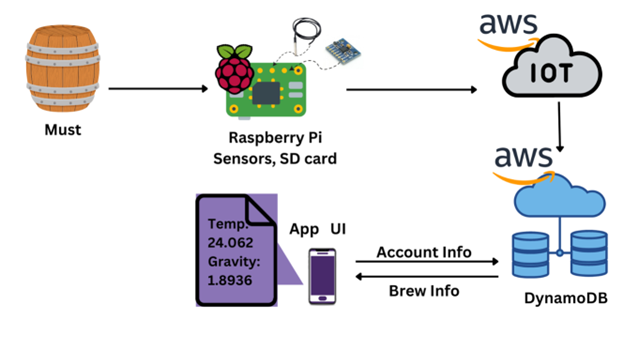 aws
IOT
Must
Raspberry Pi
Sensors, SD card
aws
Temp:
24.062
Gravity:
1.8936
App UI
Account Info
Brew Info
DynamoDB